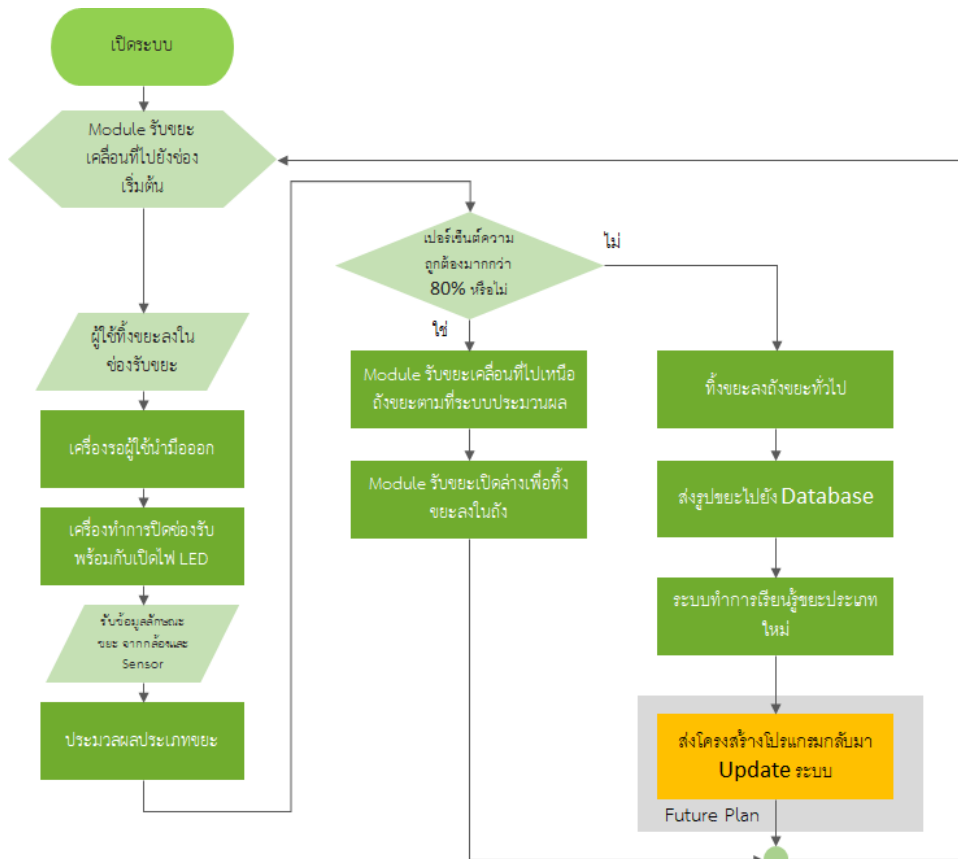 เปิดระบบ
Module รับขยะ
เคลื่อนที่ไปยังช่อง
เริ่มต้น
ผู้ใช้ทิ้งขยะลงใน
ช่องรับขยะ
เครื่องรอผู้ใช้นำมือออก
เครื่องทำการปิดช่องรับ
พร้อมกับเปิดไฟ LED
รับข้อมูลลักษณะ
ขยะ จากกล้องและ
Sensor
ประมวลผลประเภทขยะ
เปอร์เซ็นต์ความ
ถูกต้องมากกว่า
80% หรือไม่
ไม่
ใช่
Module รับขยะเคลื่อนที่ไปเหนือ
ถังขยะตามที่ระบบประมวนผล
Module รับขยะเปิดล่างเพื่อทิ้ง
ขยะลงในถัง
ทิ้งขยะลงถังขยะทั่วไป
ส่งรูปขยะไปยัง Database
ระบบทำการเรียนรู้ขยะประเภท
ใหม่
ส่งโครงสร้างโปรแกรมกลับมา
Update ระบบ
Future Plan